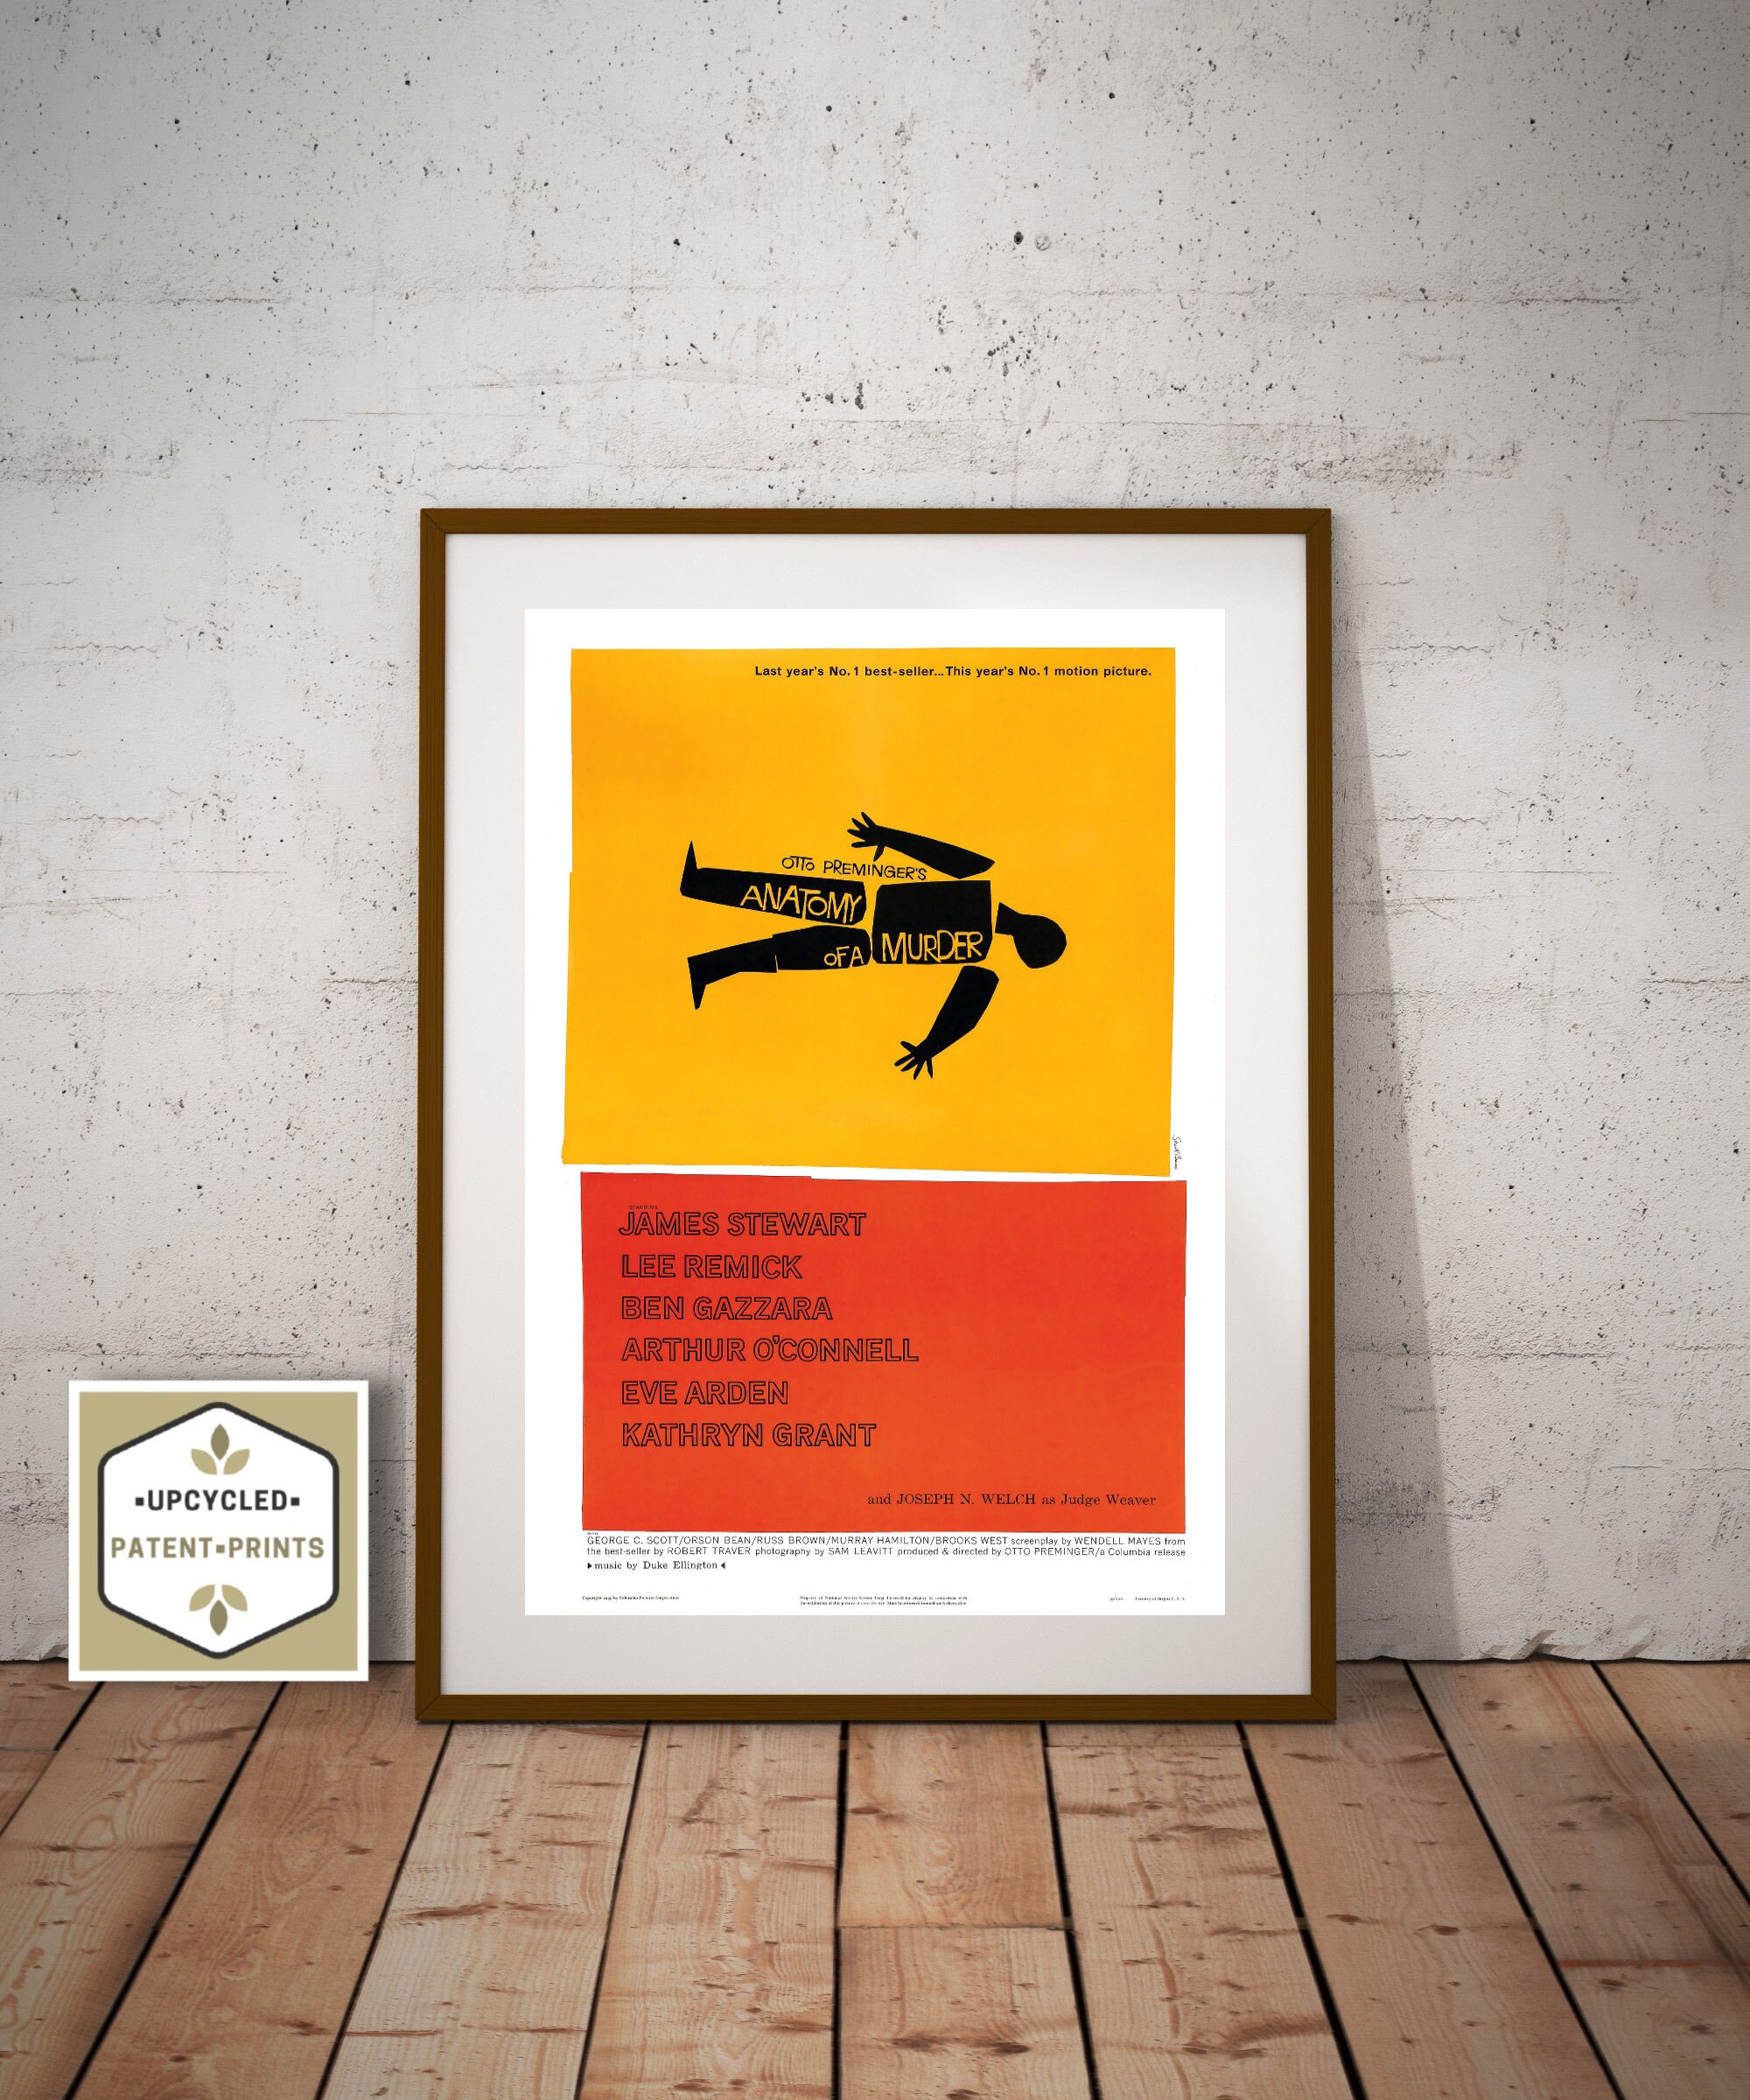 Last year's No. 1 best-seller...This year's No. 1 motion picture.
OTTO PREMINGER'S
ANATOMY
OF A MURDER
Saul Bass
STARRING
JAMES STEWART
LEE REMICK
BEN GAZZARA
ARTHUR O'CONNELL
EVE ARDEN
KATHRYN GRANT
and JOSEPH N. WELCH as Judge Weaver
GEORGE C. SCOTT/ORSON BEAN/RUSS BROWN/MURRAY HAMILTON/BROOKS WEST screenplay by WENDELL MAYES from
the best-seller by ROBERT TRAVER photography by SAM LEAVITT produced & directed by OTTO PREMINGER/a Columbia release
music by Duke Ellington
▪UPCYCLED▪
PATENT▪PRINTS